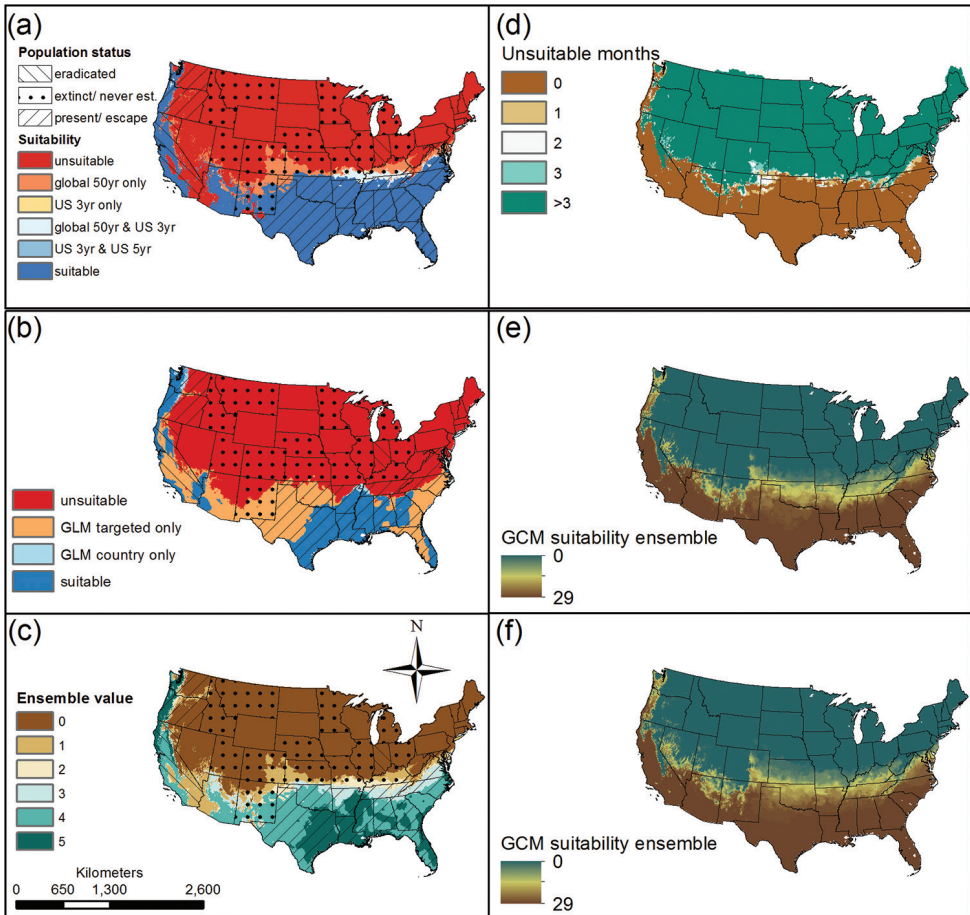 (a)
Population status
eradicated
extinct/ never est.
present/ escape
Suitability
unsuitable
global 50yr only
US 3yr only
global 50yr & US 3yr
US 3yr & US 5yr
suitable
(d)
Unsuitable months
0
1
2
3
>3
(b)
unsuitable
GLM targeted only
GLM country only
suitable
(e)
GCM suitability ensemble
0
29
(c)
N
Ensemble value
0
1
2
3
4
5
Kilometers
0 650 1,300 2,600
(f)
GCM suitability ensemble
0
29